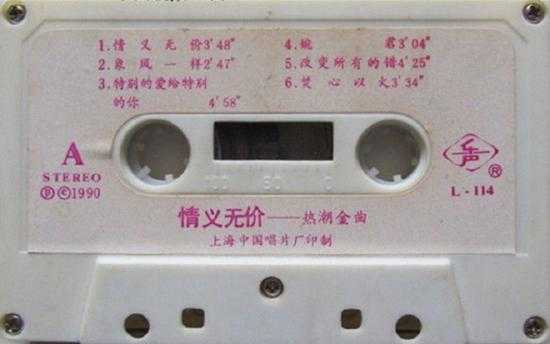 1.情义无价3′48″
2.象风一样2′47″
3.特别的爱给特别
的你 4′58″
4.婉君3′04″
5.改变所有的错4′25″
6.焚心以火3′34″
A
STEREO
Ⓟ Ⓒ 1990
声
®
L-114
情义无价——热潮金曲
上海中国唱片厂印制